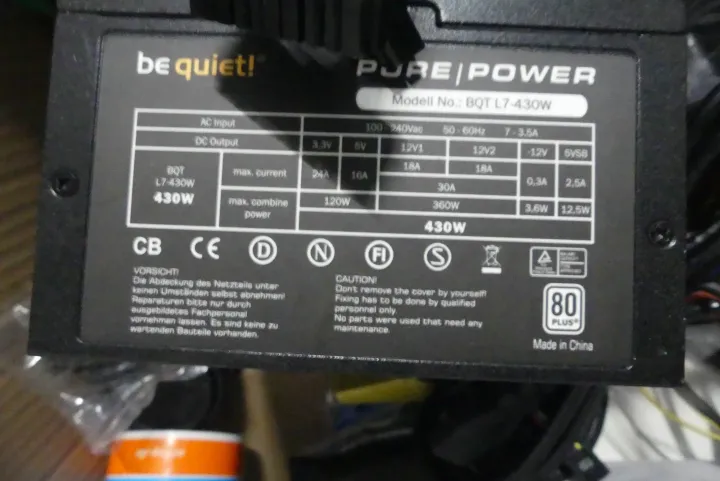 be quiet!
PURE | POWER
Modell No.: BQT L7-430W
AC Input 100 - 240Vac 50 - 60Hz 7 - 3.5A
DC Output 3,3V 5V 12V1 12V2 -12V 5VSB
BQT L7-430W 430W
max. current 24A 16A 18A 18A 0,3A 2,5A
30A
max. combine power 120W 360W 3,6W 12,5W
430W
CB CE D N FI S
VORSICHT!
Die Abdeckung des Netzteils unter
keinen Umständen selbst abnehmen!
Reparaturen bitte nur durch
ausgebildetes Fachpersonal
vornehmen lassen. Es sind keine zu
wartenden Bauteile vorhanden.
CAUTION!
Don't remove the cover by yourself!
Fixing has to be done by qualified
personnel only.
No parts were used that need any
maintenance.
80
PLUS
Made in China